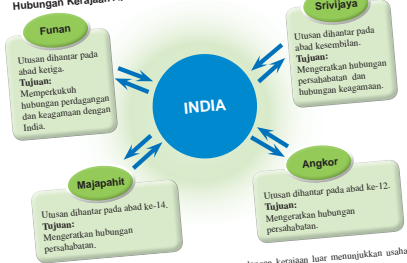 Hubungan Kerajaan
Funan
Utusan dihantar pada
abad ketiga.
Tujuan:
Memperkukuh
hubungan perdagangan
dan keagamaan dengan
India.
Srivijaya
Utusan dihantar pada
abad kesembilan.
Tujuan:
Mengeratkan hubungan
persahabatan dan
hubungan keagamaan.
INDIA
Majapahit
Utusan dihantar pada abad ke-14.
Tujuan:
Mengeratkan hubungan
persahabatan.
Angkor
Utusan dihantar pada abad ke-12.
Tujuan:
Mengeratkan hubungan
persahabatan.
kerajaan luar menunjukkan usaha